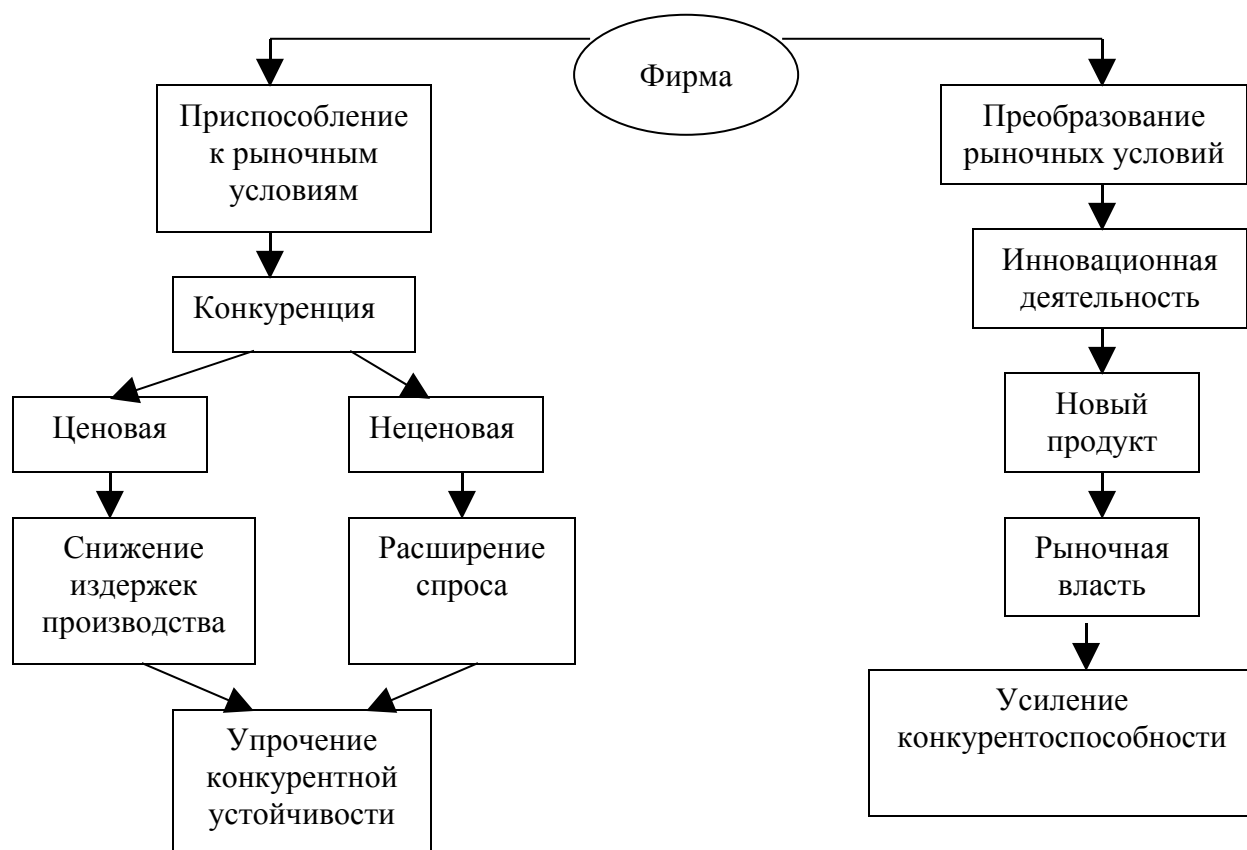 Фирма
Приспособление
к рыночным
условиям
Конкуренция
Ценовая
Неценовая
Снижение
издержек
производства
Расширение
спроса
Упрочение
конкурентной
устойчивости
Преобразование
рыночных условий
Инновационная
деятельность
Новый
продукт
Рыночная
власть
Усиление
конкурентоспособности